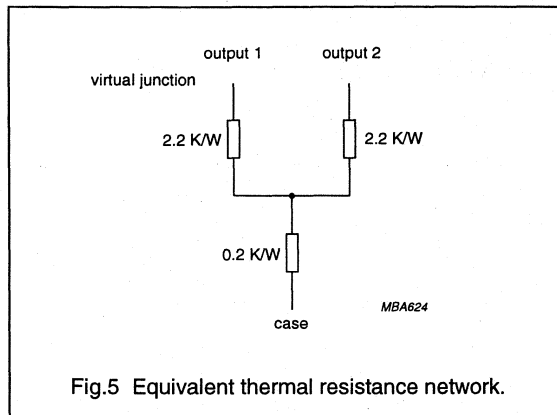 output 1 output 2
virtual junction
2.2 K/W 2.2 K/W
0.2 K/W
MBA624
case
Fig.5 Equivalent thermal resistance network.